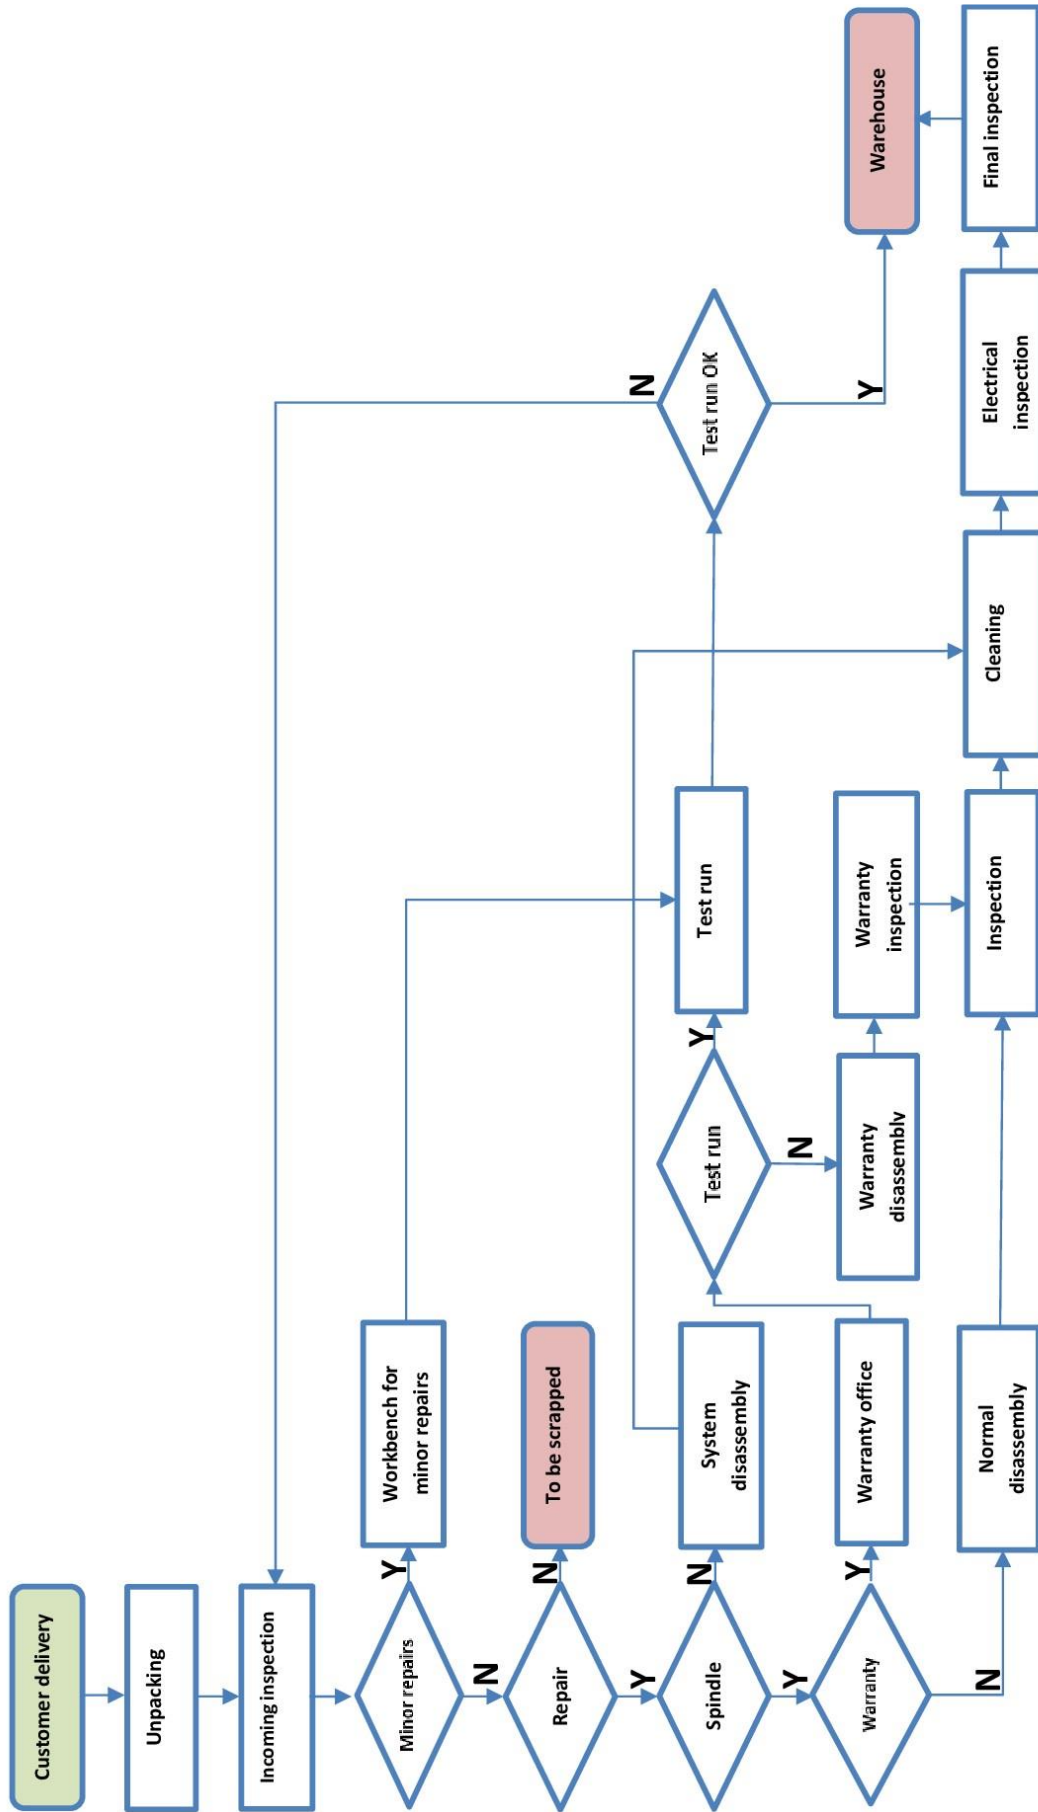 Customer delivery
Unpacking
Incoming inspection
Minor repairs
Y
Workbench for
minor repairs
N
Repair
N
To be scrapped
Y
Spindle
N
System
disassembly
Y
Warranty
Y
Warranty office
N
Normal
disassembly
Test run
Y
Test run
N
Warranty
disassembly
Warranty
inspection
Inspection
Test run OK
N
Y
Warehouse
Cleaning
Electrical
inspection
Final inspection